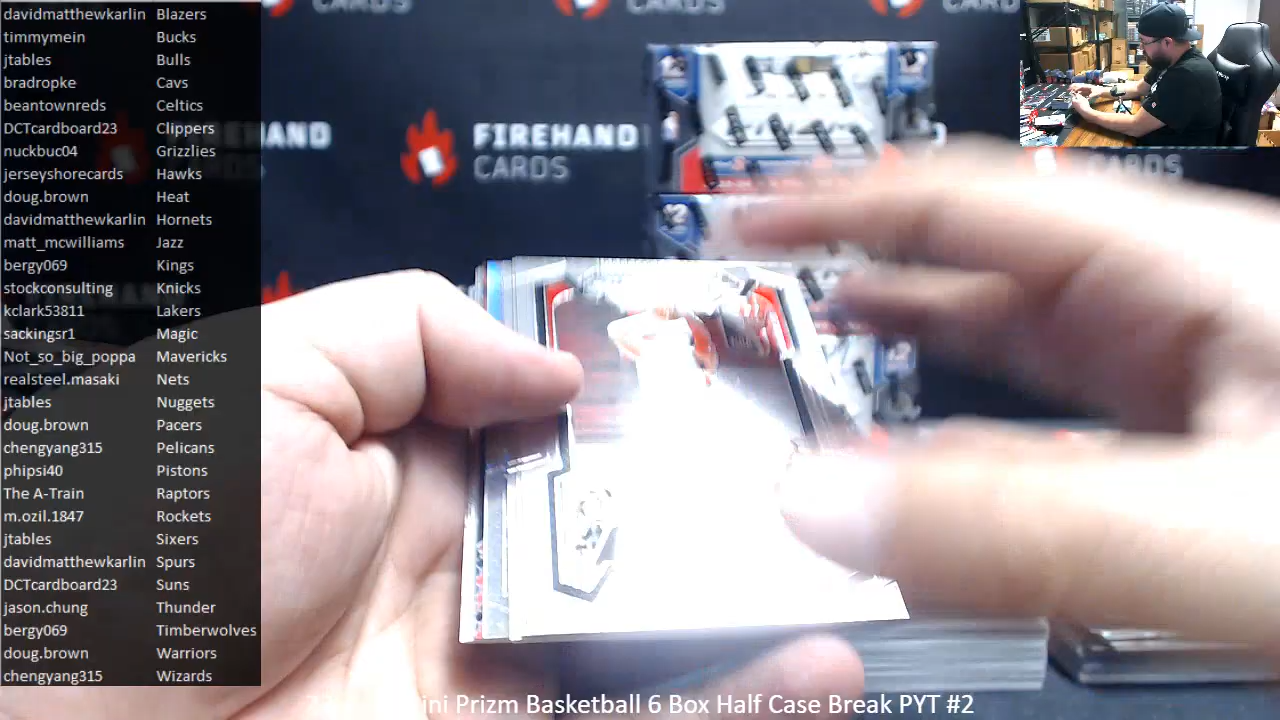 davidmatthewkarlin Blazers
timmymein Bucks
jtables Bulls
bradropke Cavs
beantownreds Celtics
DCTcardboard23 Clippers
nuckbuc04 Grizzlies
jerseyshorecards Hawks
doug.brown Heat
davidmatthewkarlin Hornets
matt_mcwilliams Jazz
bergy069 Kings
stockconsulting Knicks
kclark53811 Lakers
sackingsr1 Magic
Not_so_big_poppa Mavericks
realsteel.masaki Nets
jtables Nuggets
doug.brown Pacers
chengyang315 Pelicans
phipsi40 Pistons
The A-Train Raptors
m.ozil.1847 Rockets
jtables Sixers
davidmatthewkarlin Spurs
DCTcardboard23 Suns
jason.chung Thunder
bergy069 Timberwolves
doug.brown Warriors
chengyang315 Wizards
CARDS
CARDS
CARD
FIREHAND
CARDS
CARDS
Prizm Basketball 6 Box Half Case Break PYT #2